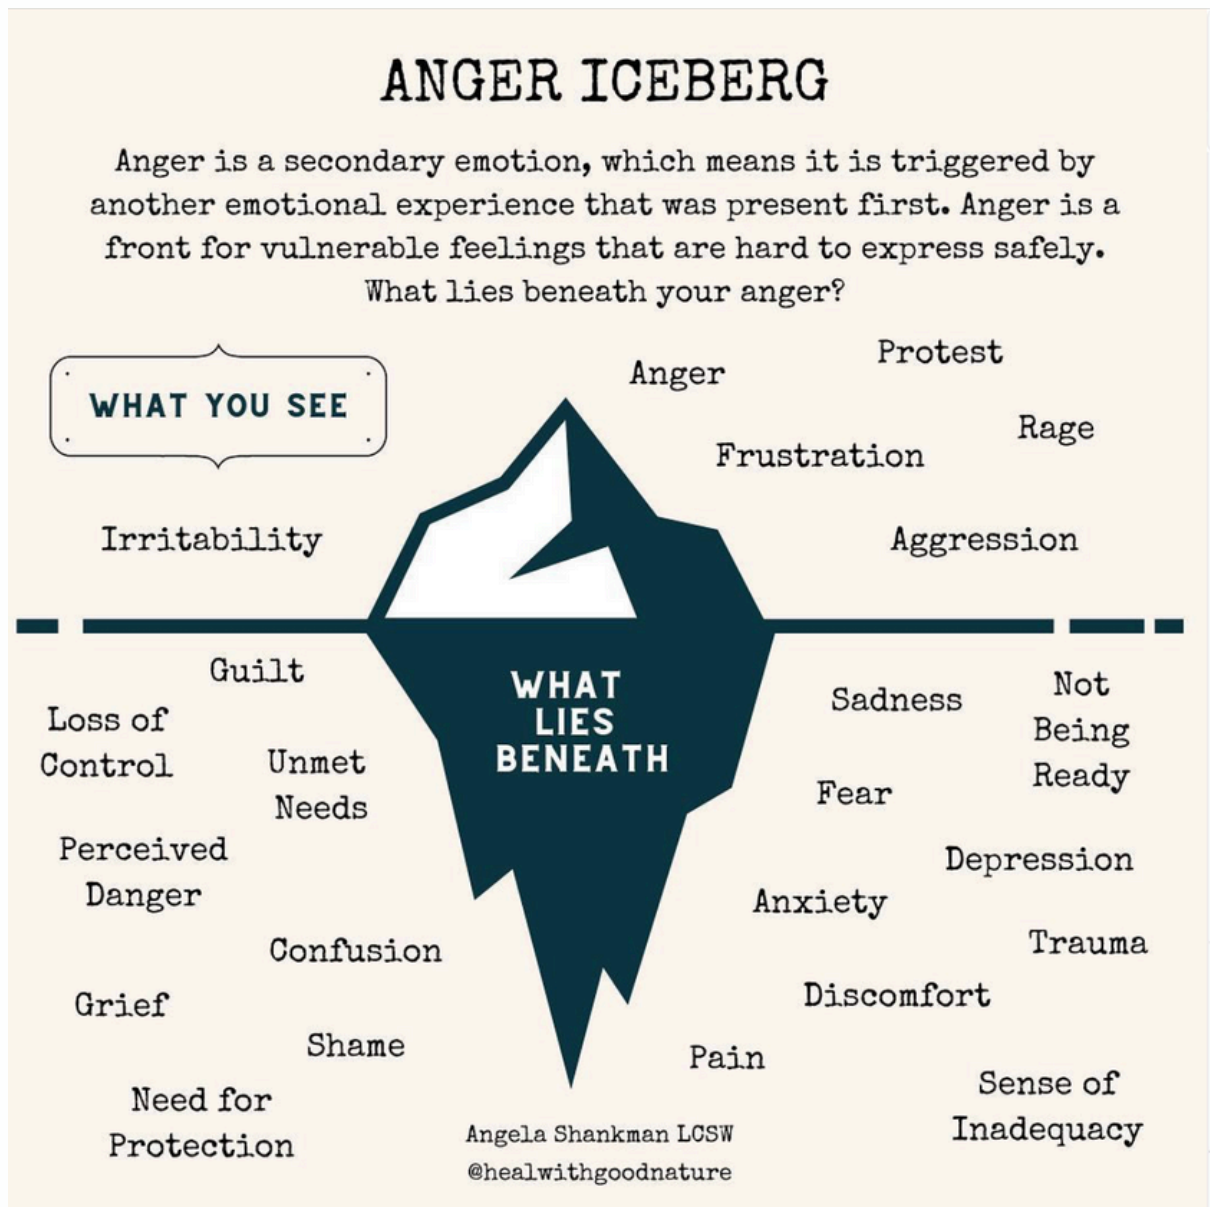 ANGER ICEBERG
Anger is a secondary emotion, which means it is triggered by
another emotional experience that was present first. Anger is a
front for vulnerable feelings that are hard to express safely.
What lies beneath your anger?
WHAT YOU SEE
Anger
Protest
Rage
Frustration
Irritability
Aggression
WHAT
LIES
BENEATH
Guilt
Loss of
Control
Unmet
Needs
Perceived
Danger
Confusion
Grief
Shame
Need for
Protection
Sadness
Not
Being
Ready
Fear
Depression
Anxiety
Trauma
Discomfort
Pain
Sense of
Inadequacy
Angela Shankman LCSW
@healwithgoodnature